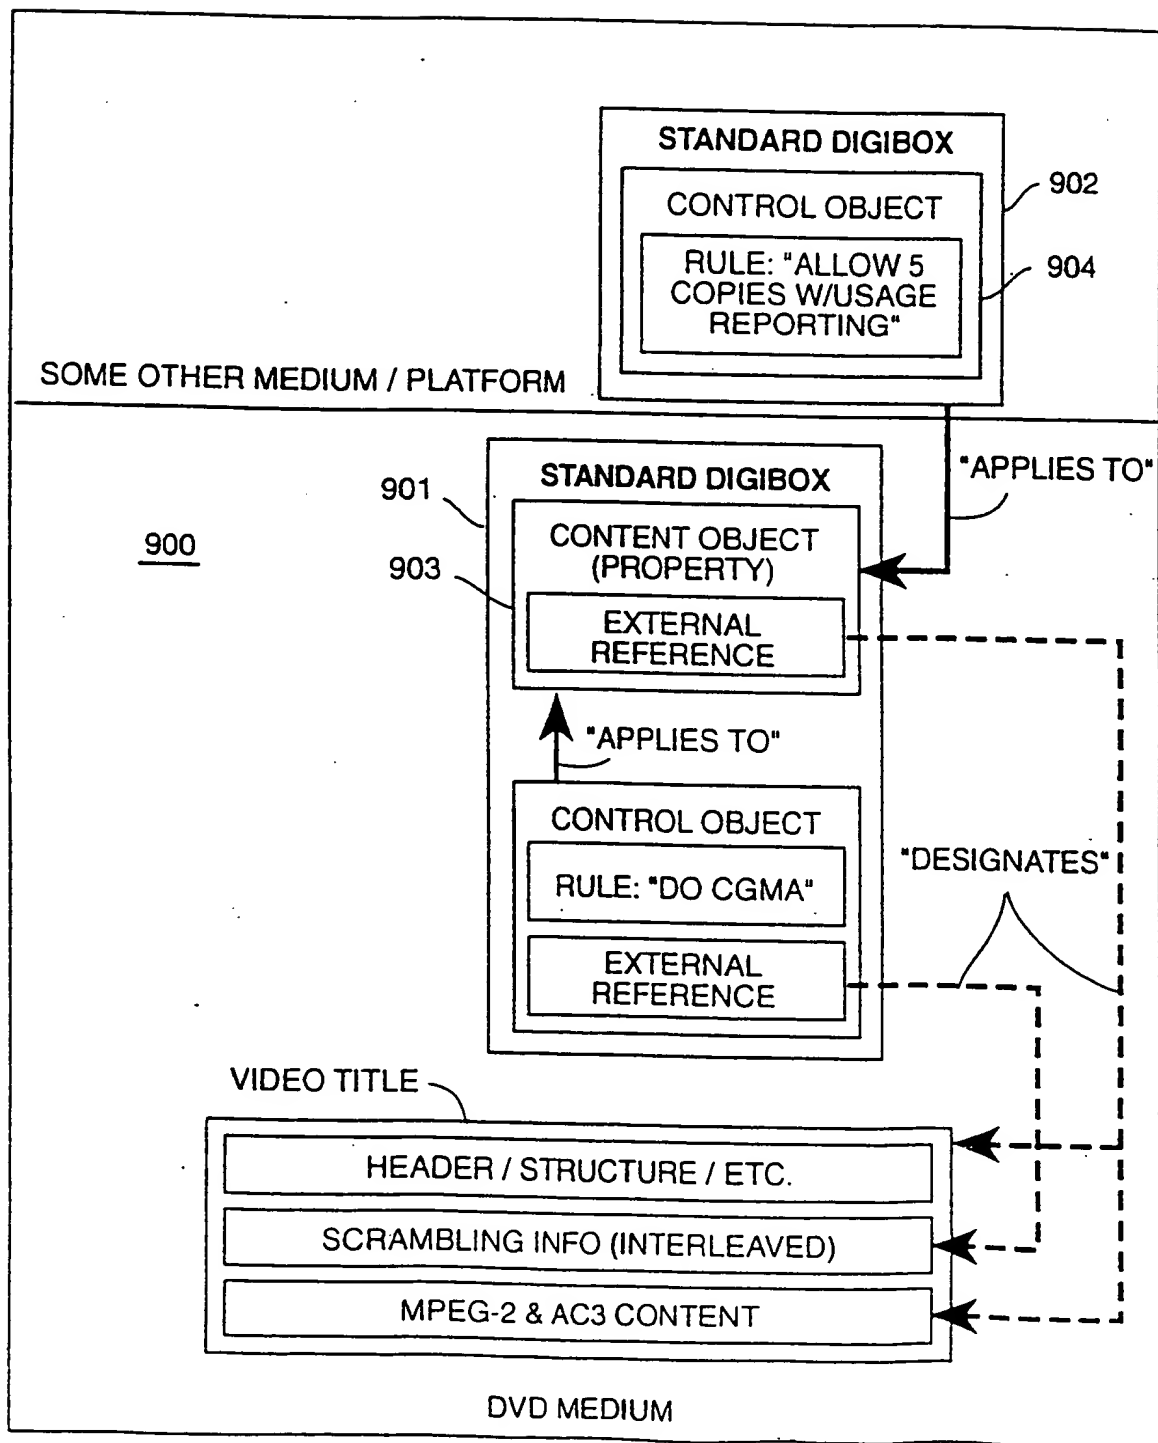 STANDARD DIGIBOX
902
CONTROL OBJECT
RULE: "ALLOW 5
COPIES W/USAGE
REPORTING"
904
SOME OTHER MEDIUM / PLATFORM
"APPLIES TO"
STANDARD DIGIBOX
901
900
CONTENT OBJECT
(PROPERTY)
903
EXTERNAL
REFERENCE
"APPLIES TO"
CONTROL OBJECT
"DESIGNATES"
RULE: "DO CGMA"
EXTERNAL
REFERENCE
VIDEO TITLE
HEADER / STRUCTURE / ETC.
SCRAMBLING INFO (INTERLEAVED)
MPEG-2 & AC3 CONTENT
DVD MEDIUM